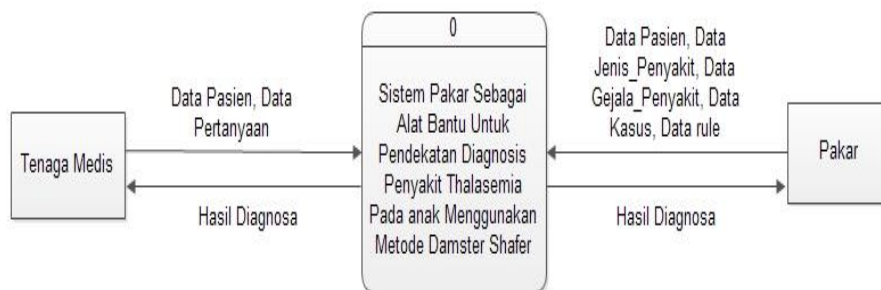 Tenaga Medis
Data Pasien, Data
Pertanyaan
Hasil Diagnosa
0
Sistem Pakar Sebagai
Alat Bantu Untuk
Pendekatan Diagnosis
Penyakit Thalasemia
Pada anak Menggunakan
Metode Damster Shafer
Data Pasien, Data
Jenis_Penyakit, Data
Gejala_Penyakit, Data
Kasus, Data rule
Hasil Diagnosa
Pakar